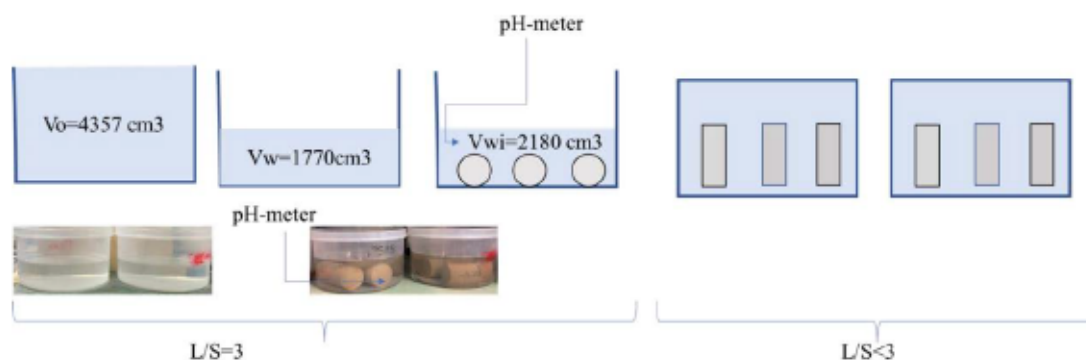 pH-meter
Vo=4357 cm3
Vw=1770cm3
Vwi=2180 cm3
pH-meter
L/S=3
L/S<3